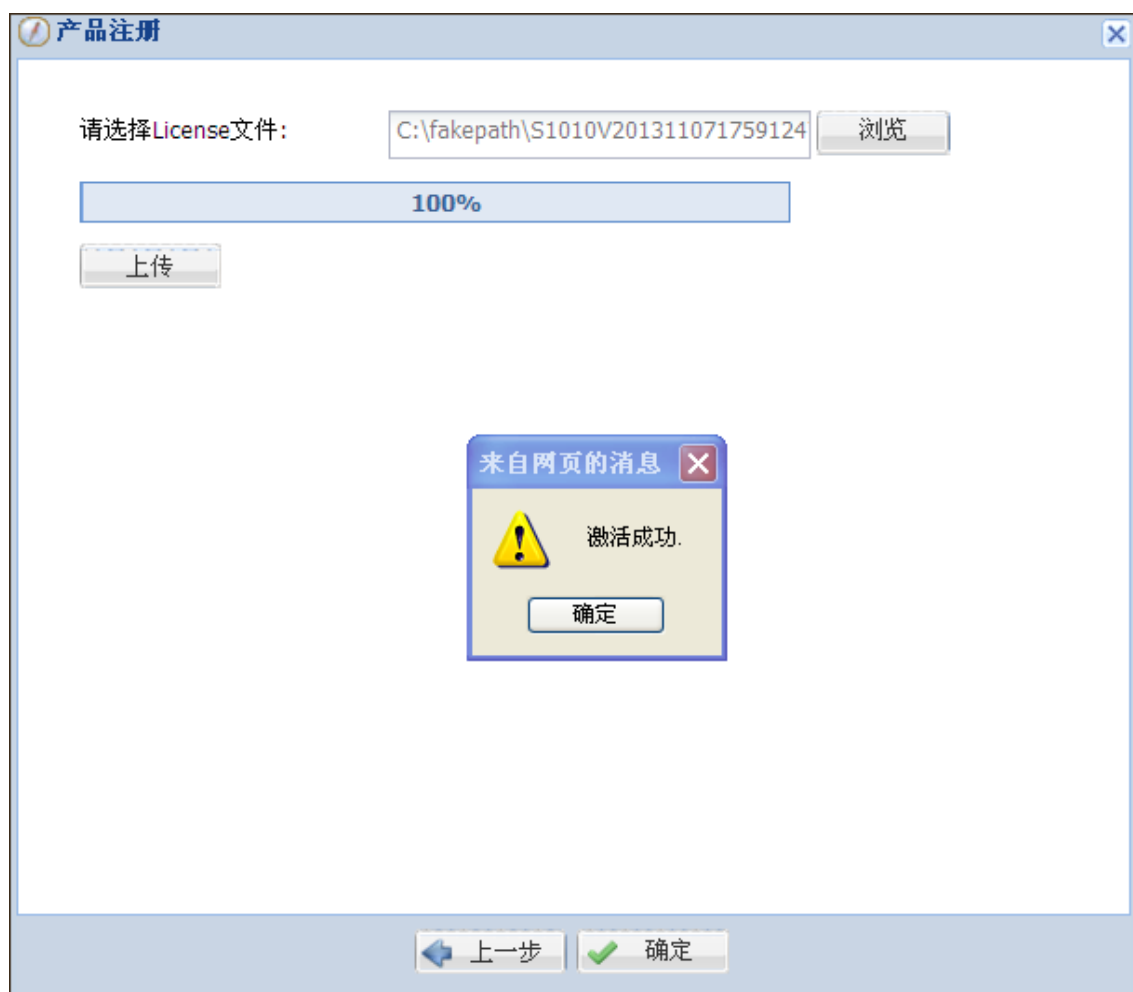 产品注册
请选择License文件:
C:\fakepath\S1010V201311071759124
浏览
100%
上传
来自网页的消息
激活成功.
确定
上一步
确定